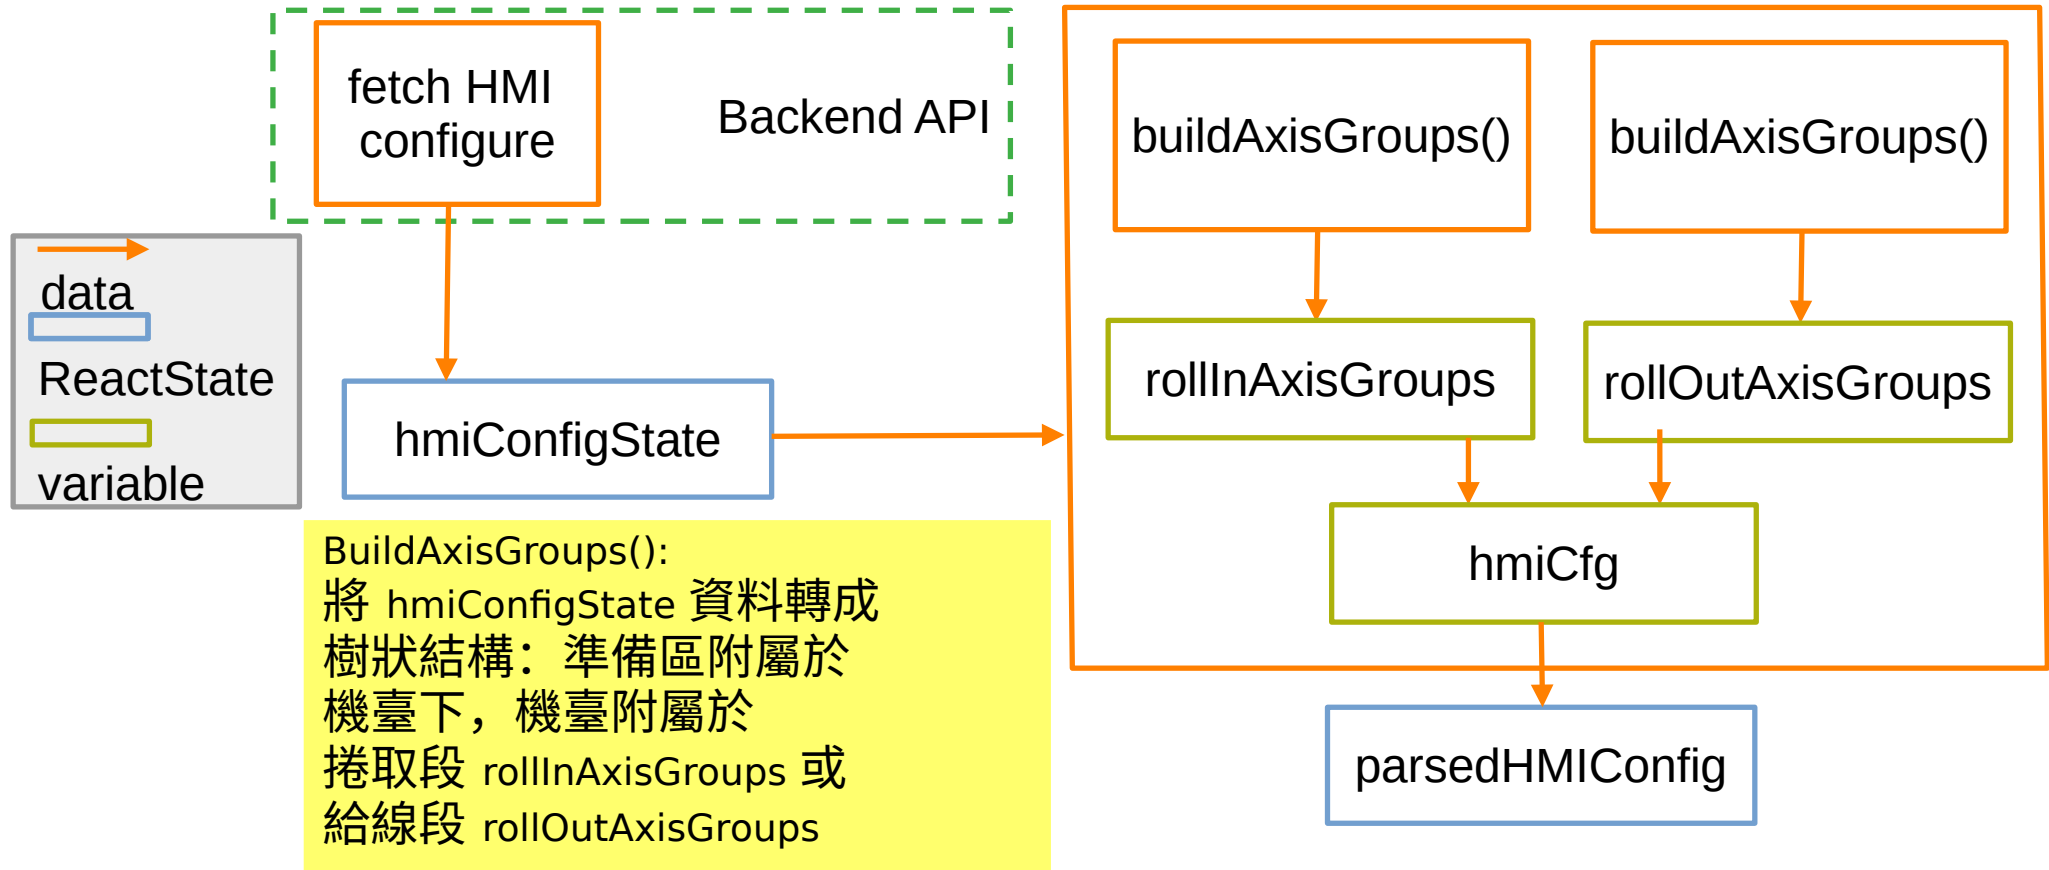 fetch HMI
configure
Backend API
buildAxisGroups()
buildAxisGroups()
data
ReactState
variable
hmiConfigState
rollInAxisGroups
rollOutAxisGroups
hmiCfg
parsedHMIConfig
BuildAxisGroups():
將 hmiConfigState 資料轉成
樹狀結構：準備區附屬於
機臺下，機臺附屬於
捲取段 rollInAxisGroups 或
給線段 rollOutAxisGroups